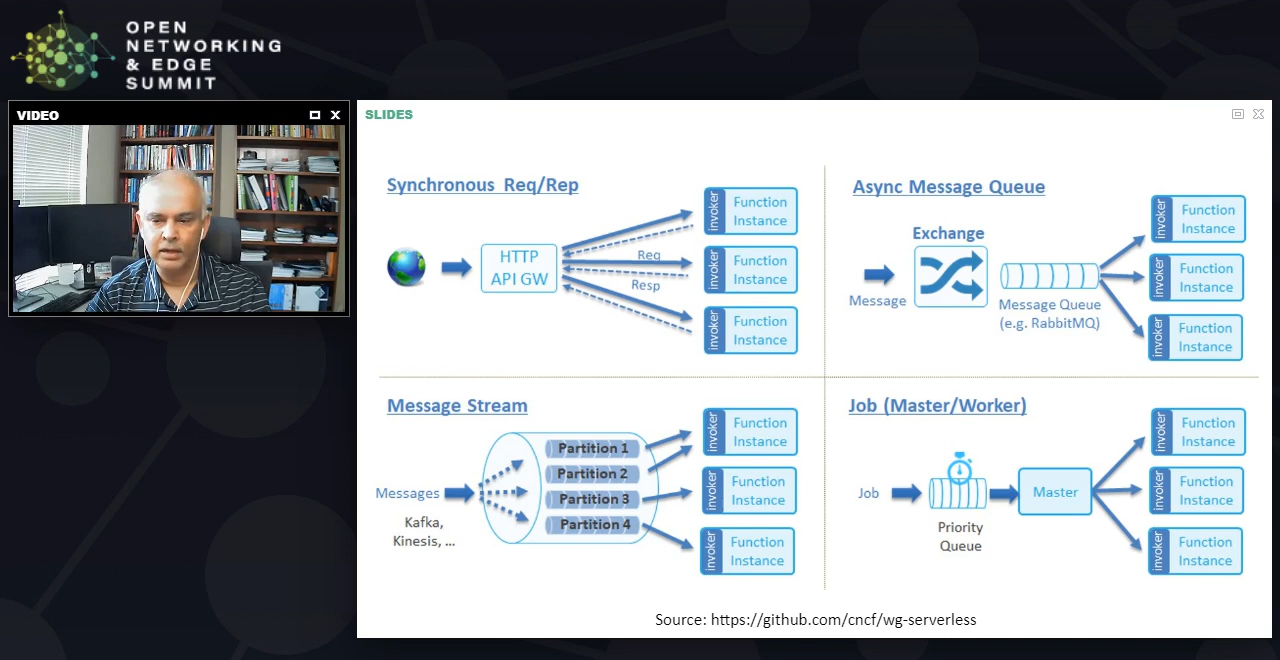 OPEN
NETWORKING
& EDGE
SUMMIT
VIDEO
SLIDES
Synchronous Req/Rep
HTTP
API GW
Req
Resp
invoker
Function
Instance
invoker
Function
Instance
invoker
Function
Instance
Async Message Queue
Exchange
Message
Message Queue
(e.g. RabbitMQ)
invoker
Function
Instance
invoker
Function
Instance
invoker
Function
Instance
Message Stream
Messages
Kafka,
Kinesis, ...
Partition 1
Partition 2
Partition 3
Partition 4
invoker
Function
Instance
invoker
Function
Instance
invoker
Function
Instance
Job (Master/Worker)
Job
Priority
Queue
Master
invoker
Function
Instance
invoker
Function
Instance
invoker
Function
Instance
Source: https://github.com/cncf/wg-serverless